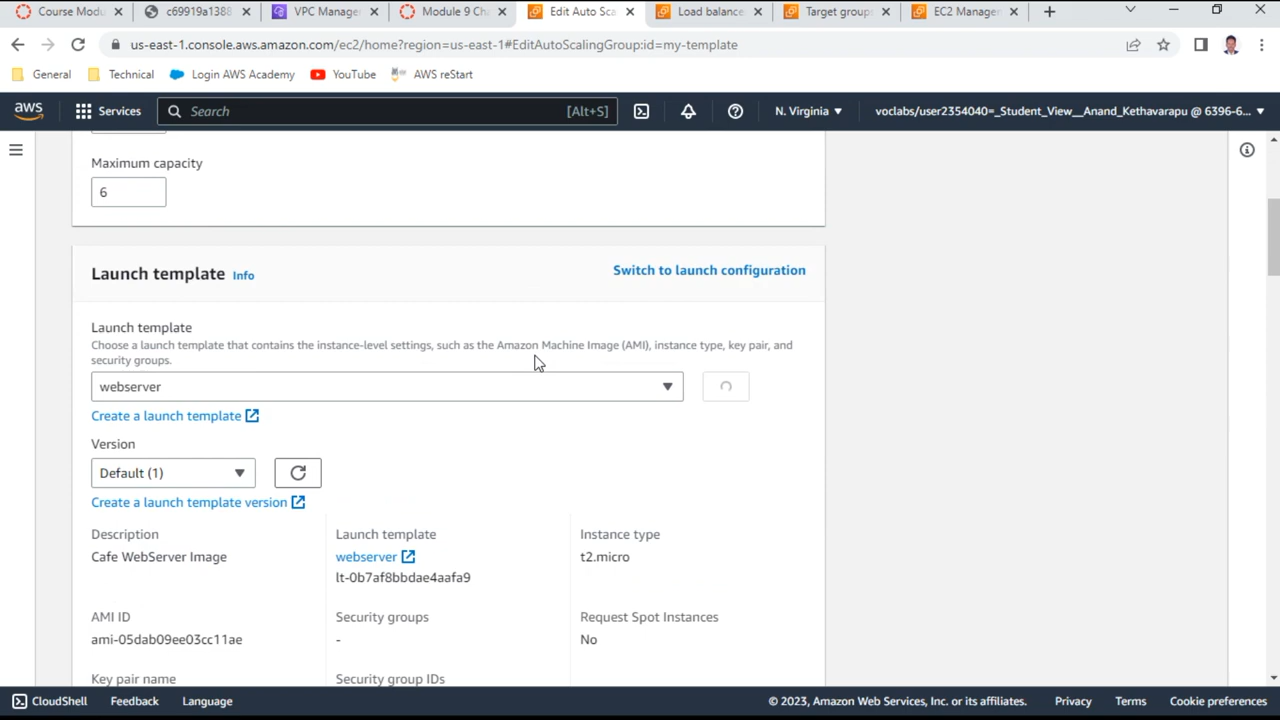 Course Modu
c69919a1388
VPC Manage
Module 9 Cha
Edit Auto Sca
Load balance
Target groups
EC2 Manage
us-east-1.console.aws.amazon.com/ec2/home?region=us-east-1#EditAutoScalingGroup:id=my-template
General
Technical
Login AWS Academy
YouTube
AWS reStart
aws
Services
Search
[Alt+S]
N. Virginia
voclabs/user2354040=_Student_View__Anand_Kethavarapu @ 6396-6...
Maximum capacity
6
Launch template Info
Switch to launch configuration
Launch template
Choose a launch template that contains the instance-level settings, such as the Amazon Machine Image (AMI), instance type, key pair, and
security groups.
webserver
Create a launch template
Version
Default (1)
Create a launch template version
Description
Launch template
Instance type
Cafe WebServer Image
webserver
t2.micro
lt-0b7af8bbdae4aafa9
AMI ID
Security groups
Request Spot Instances
ami-05dab09ee03cc11ae
-
No
Key pair name
Security group IDs
CloudShell
Feedback
Language
© 2023, Amazon Web Services, Inc. or its affiliates.
Privacy
Terms
Cookie preferences